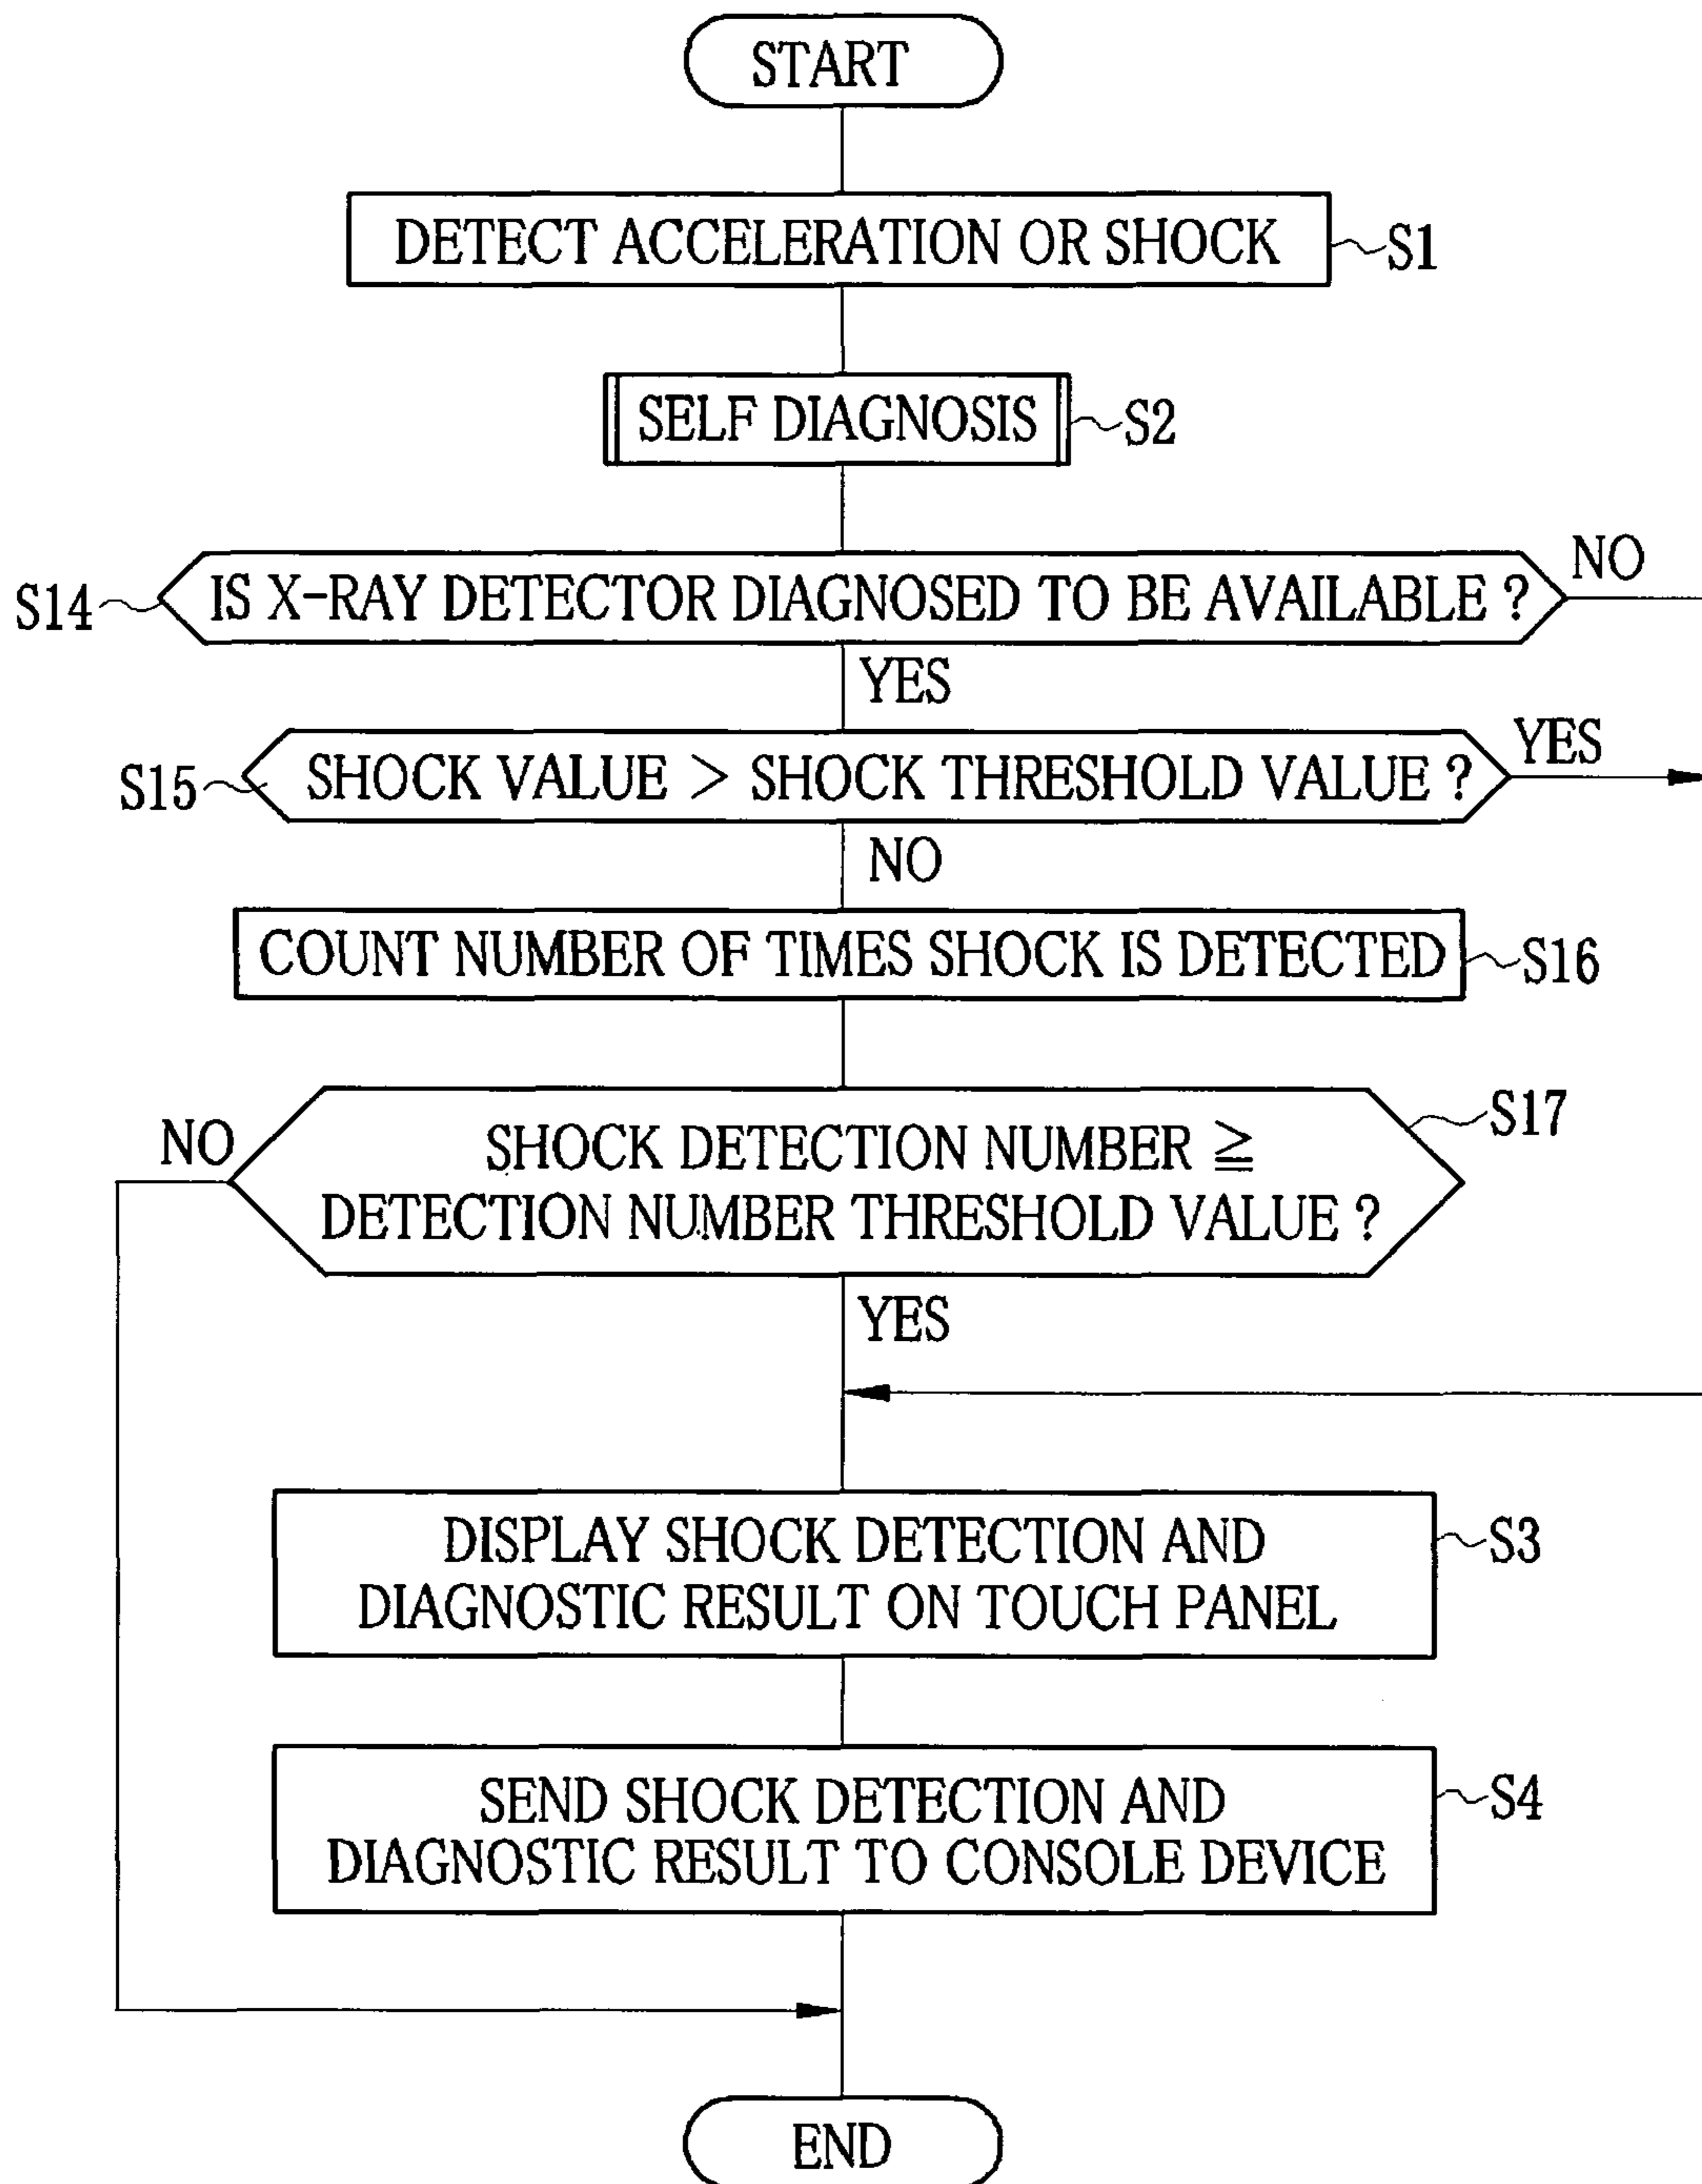 START
DETECT ACCELERATION OR SHOCK
S1
SELF DIAGNOSIS
S2
NO
S14
IS X-RAY DETECTOR DIAGNOSED TO BE AVAILABLE ?
YES
YES
S15
SHOCK VALUE > SHOCK THRESHOLD VALUE ?
NO
COUNT NUMBER OF TIMES SHOCK IS DETECTED
S16
S17
NO
SHOCK DETECTION NUMBER ≧
DETECTION NUMBER THRESHOLD VALUE ?
YES
DISPLAY SHOCK DETECTION AND
DIAGNOSTIC RESULT ON TOUCH PANEL
S3
SEND SHOCK DETECTION AND
DIAGNOSTIC RESULT TO CONSOLE DEVICE
S4
END